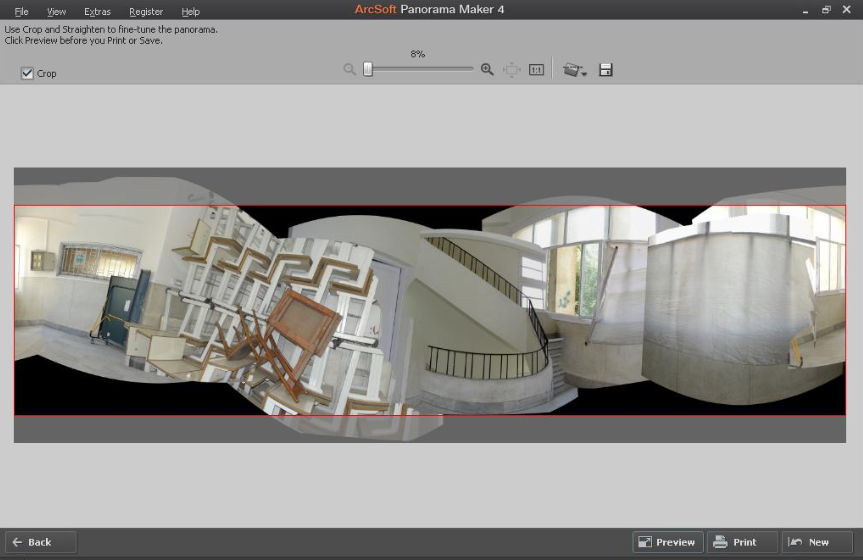 File View Extras Register Help ArcSoft Panorama Maker 4
Use Crop and Straighten to fine-tune the panorama.
Click Preview before you Print or Save.
8%
Crop
1:1
Back Preview Print New